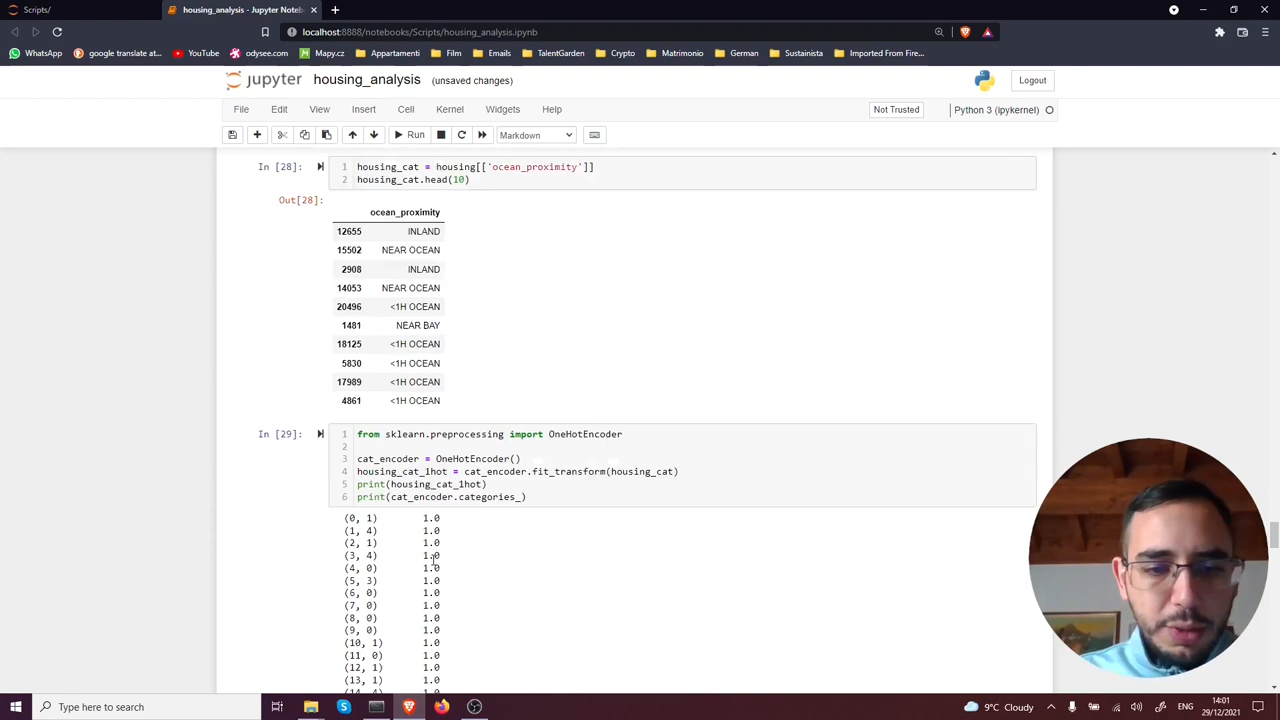 Scripts/
housing_analysis - Jupyter Noteb
localhost:8888/notebooks/Scripts/housing_analysis.ipynb
WhatsApp
google translate at...
YouTube
odysee.com
Mapy.cz
Appartamenti
Film
Emails
TalentGarden
Crypto
Matrimonio
German
Sustainista
Imported From Fire...
jupyter housing_analysis (unsaved changes)
Logout
File Edit View Insert Cell Kernel Widgets Help
Not Trusted
Python 3 (ipykernel)
Run
Markdown
In [28]:
1 housing_cat = housing[['ocean_proximity']]
2 housing_cat.head(10)
Out[28]:
ocean_proximity
12655 INLAND
15502 NEAR OCEAN
2908 INLAND
14053 NEAR OCEAN
20496 <1H OCEAN
1481 NEAR BAY
18125 <1H OCEAN
5830 <1H OCEAN
17989 <1H OCEAN
4861 <1H OCEAN
In [29]:
1 from sklearn.preprocessing import OneHotEncoder
2
3 cat_encoder = OneHotEncoder()
4 housing_cat_1hot = cat_encoder.fit_transform(housing_cat)
5 print(housing_cat_1hot)
6 print(cat_encoder.categories_)
(0, 1) 1.0
(1, 4) 1.0
(2, 1) 1.0
(3, 4) 1.0
(4, 0) 1.0
(5, 3) 1.0
(6, 0) 1.0
(7, 0) 1.0
(8, 0) 1.0
(9, 0) 1.0
(10, 1) 1.0
(11, 0) 1.0
(12, 1) 1.0
(13, 1) 1.0
(14, 4) 1.0
Type here to search
9°C Cloudy
14:01
29/12/2021